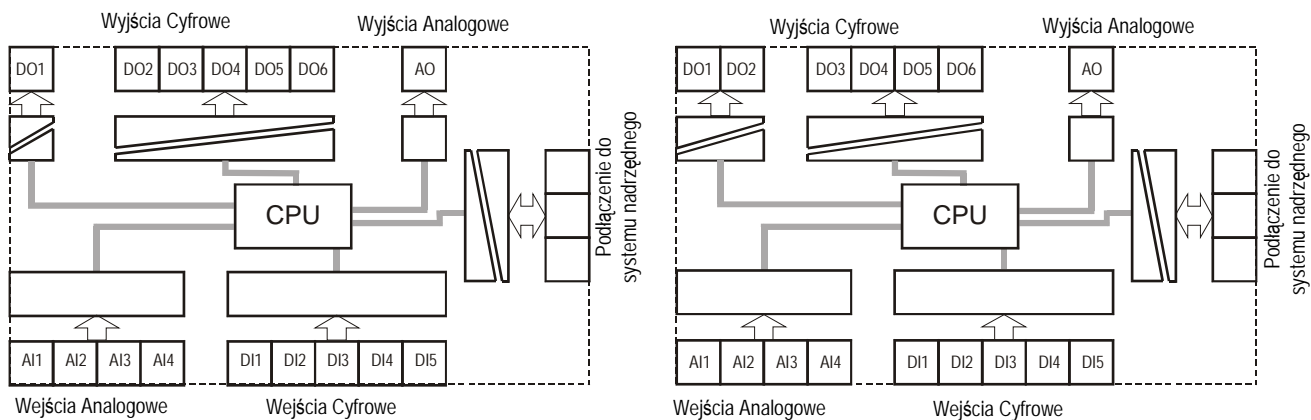 Wyjścia Cyfrowe
Wyjścia Analogowe
DO1 DO2 DO3 DO4 DO5 DO6 AO
CPU
Podłączenie do
systemu nadrzędnego
AI1 AI2 AI3 AI4 DI1 DI2 DI3 DI4 DI5
Wejścia Analogowe
Wejścia Cyfrowe
Wyjścia Cyfrowe
Wyjścia Analogowe
DO1 DO2 DO3 DO4 DO5 DO6 AO
CPU
Podłączenie do
systemu nadrzędnego
AI1 AI2 AI3 AI4 DI1 DI2 DI3 DI4 DI5
Wejścia Analogowe
Wejścia Cyfrowe